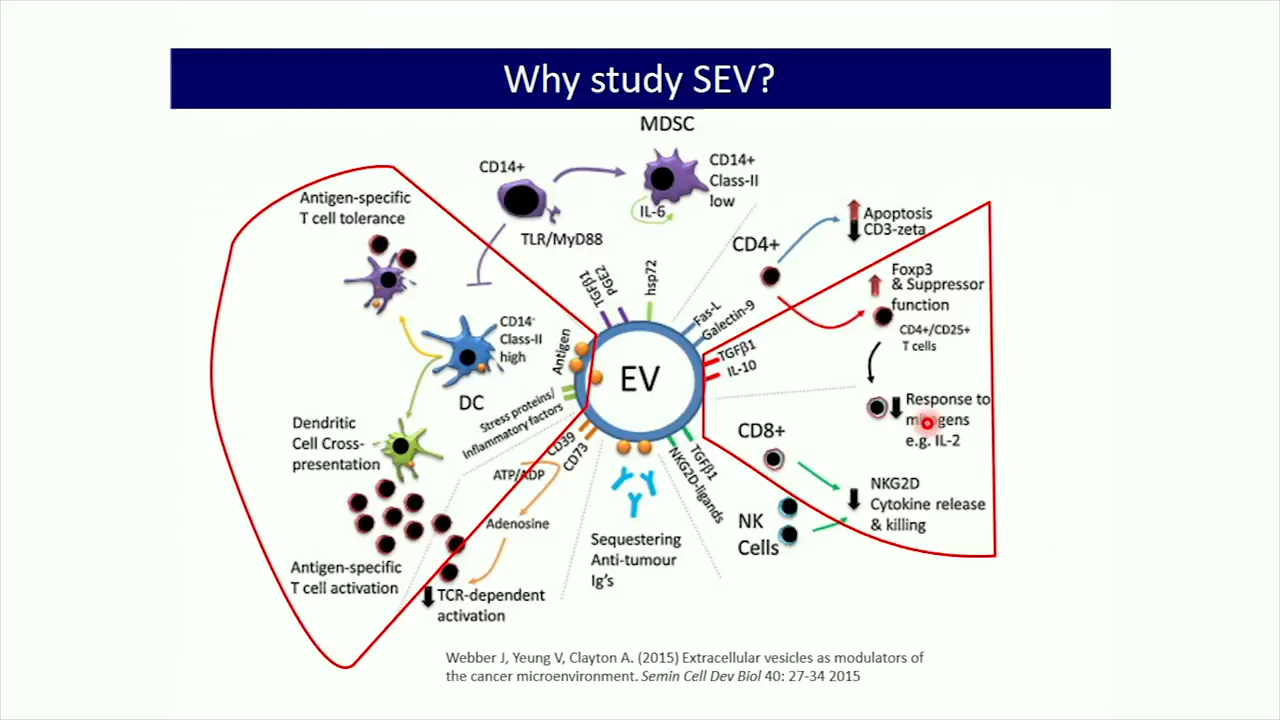 Why study SEV?
MDSC
CD14+
CD14+
Class-II
low
IL-6
TLR/MyD88
Antigen-specific
T cell tolerance
CD14-
Class-II
high
DC
Dendritic
Cell Cross-
presentation
Antigen-specific
T cell activation
Antigen
Stress proteins/
Inflammatory factors
CD39
CD73
ATP/ADP
Adenosine
TCR-dependent
activation
TGFβ1
PGE2
hsp72
EV
Fas-L
Galectin-9
TGFβ1
IL-10
CD4+
Apoptosis
CD3-zeta
Foxp3
& Suppressor
function
CD4+/CD25+
T cells
Response to
mitogens
e.g. IL-2
CD8+
TGFβ1
NKG2D-ligands
NK
Cells
NKG2D
Cytokine release
& killing
Sequestering
Anti-tumour
Ig's
Webber J, Yeung V, Clayton A. (2015) Extracellular vesicles as modulators of
the cancer microenvironment. Semin Cell Dev Biol 40: 27-34 2015